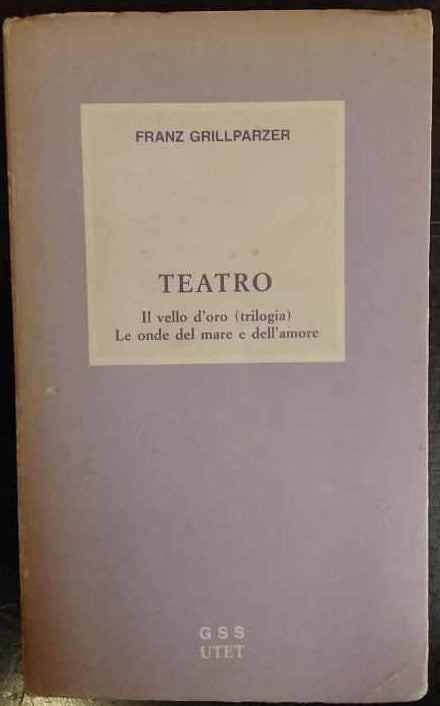 FRANZ GRILLPARZER
TEATRO
Il vello d'oro (trilogia)
Le onde del mare e dell'amore
GSS
UTET